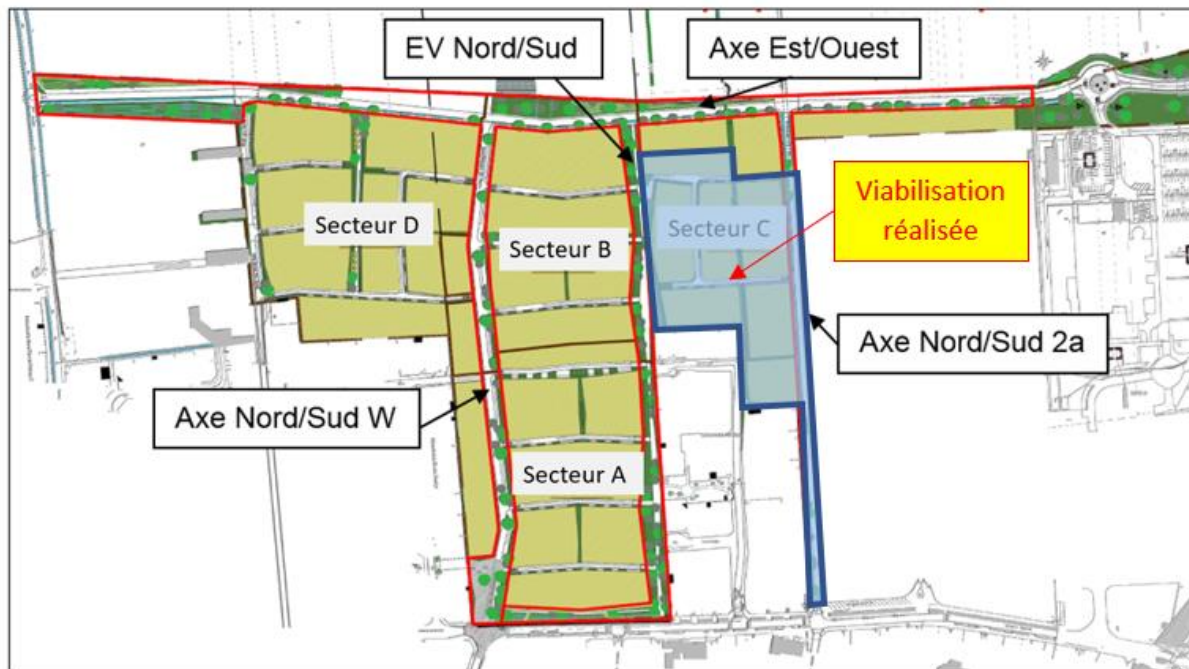 EV Nord/Sud
Axe Est/Ouest
Viabilisation
réalisée
Secteur D
Secteur B
Secteur C
Axe Nord/Sud 2a
Axe Nord/Sud W
Secteur A